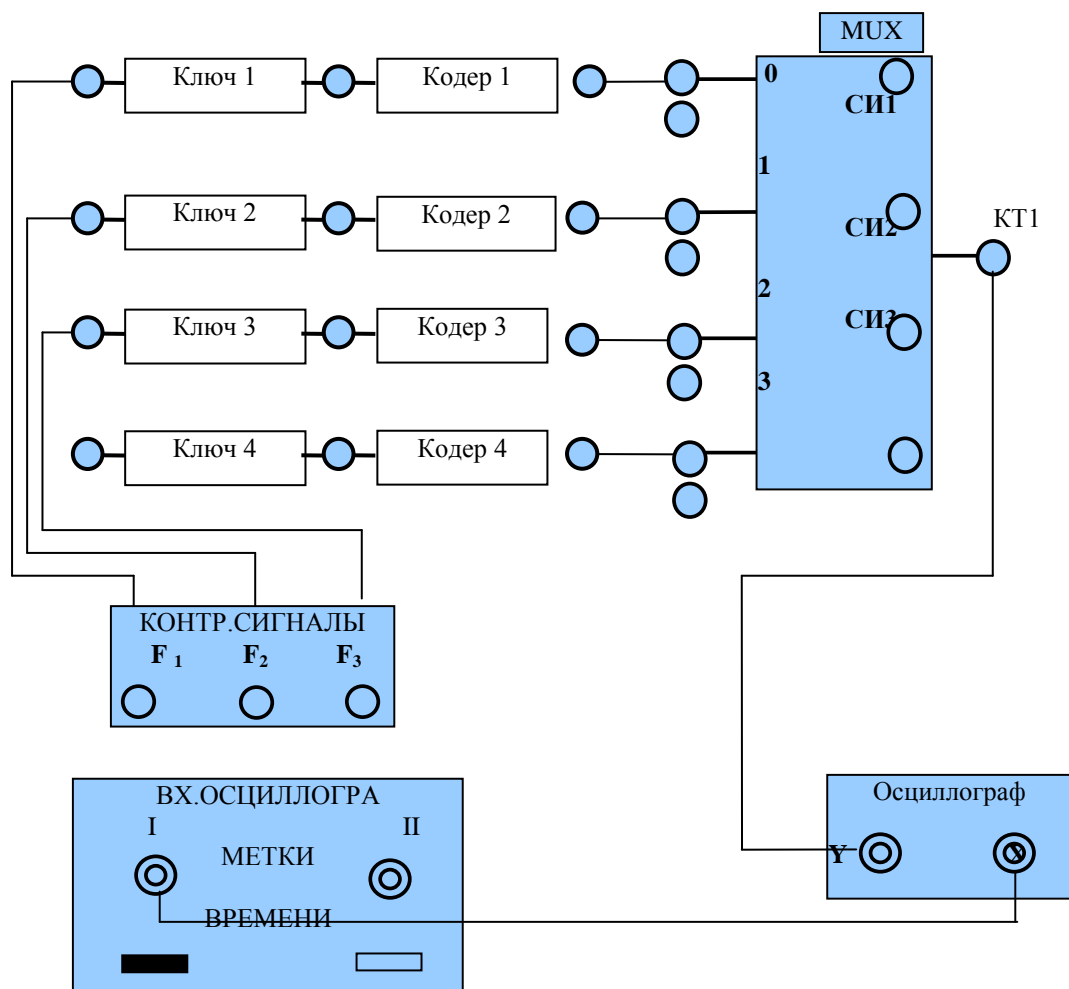 MUX
Ключ 1
Кодер 1
0
СИ1
1
Ключ 2
Кодер 2
СИ2
КТ1
2
Ключ 3
Кодер 3
СИ3
3
Ключ 4
Кодер 4
КОНТР.СИГНАЛЫ
F 1 F2 F3
ВХ.ОСЦИЛЛОГРА
I II
МЕТКИ
ВРЕМЕНИ
Осциллограф
Y X